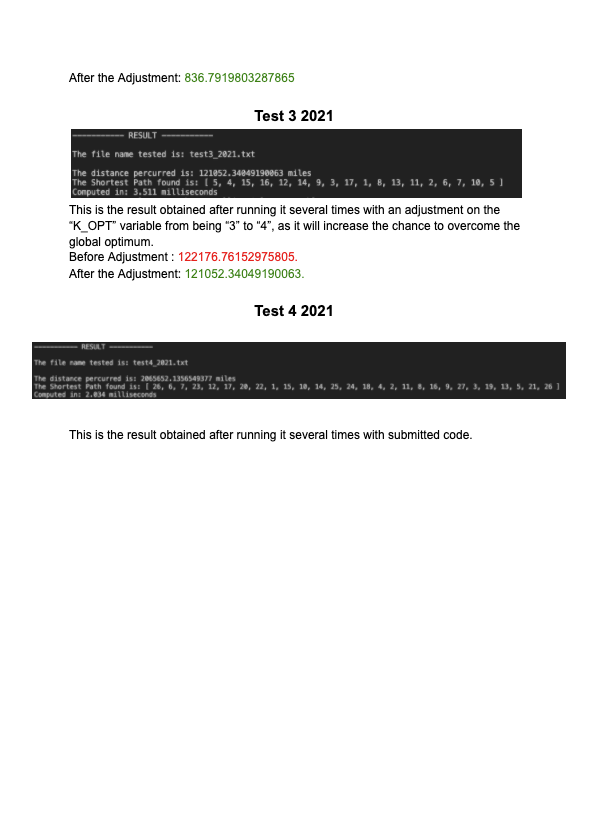 After the Adjustment: 836.7919803287865
Test 3 2021
----------- RESULT -----------
The file name tested is: test3_2021.txt
The distance percurred is: 121052.34049190063 miles
The Shortest Path found is: [ 5, 4, 15, 16, 12, 14, 9, 3, 17, 1, 8, 13, 11, 2, 6, 7, 10, 5 ]
Computed in: 3.511 milliseconds
This is the result obtained after running it several times with an adjustment on the
“K_OPT” variable from being “3” to “4”, as it will increase the chance to overcome the
global optimum.
Before Adjustment : 122176.76152975805.
After the Adjustment: 121052.34049190063.
Test 4 2021
----------- RESULT -----------
The file name tested is: test4_2021.txt
The distance percurred is: 2065652.1356549377 miles
The Shortest Path found is: [ 26, 6, 7, 23, 12, 17, 20, 22, 1, 15, 10, 14, 25, 24, 18, 4, 2, 11, 8, 16, 9, 27, 3, 19, 13, 5, 21, 26 ]
Computed in: 2.034 milliseconds
This is the result obtained after running it several times with submitted code.